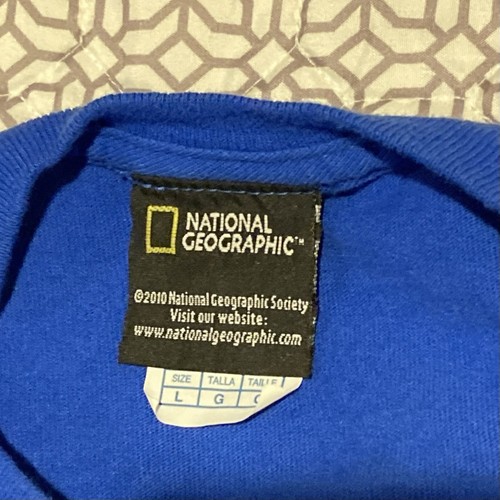 NATIONAL
GEOGRAPHIC™
©2010 National Geographic Society
Visit our website:
www.nationalgeographic.com
SIZE TALLA
L G